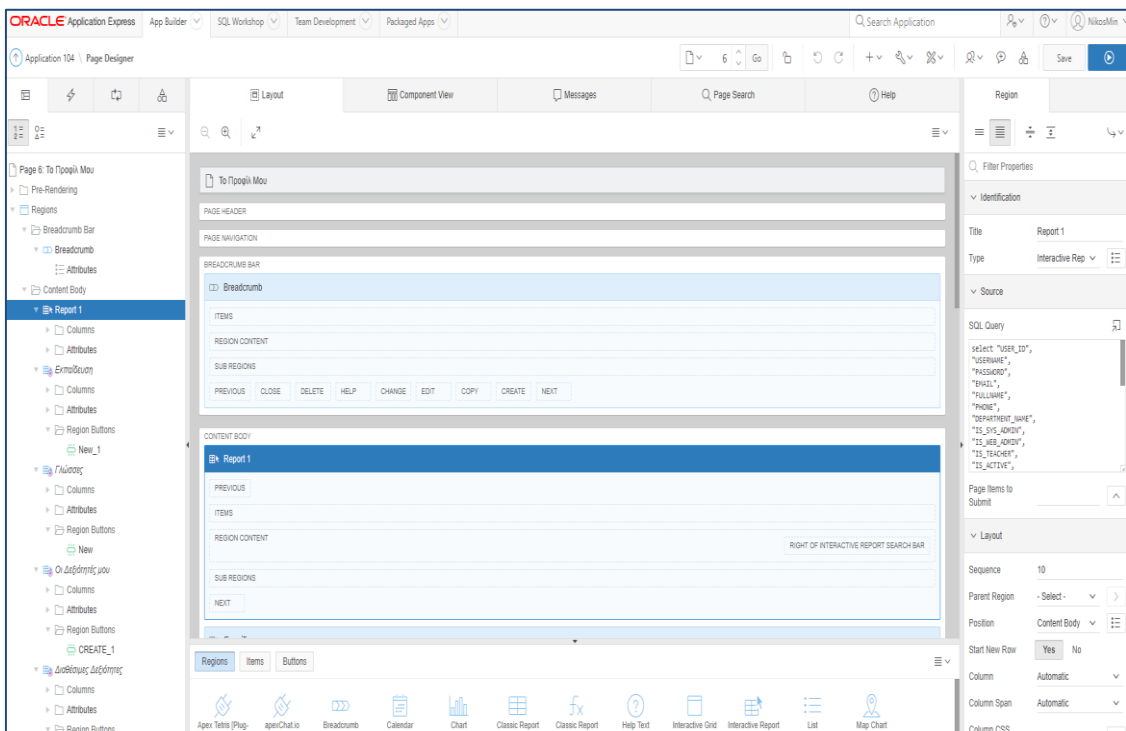 ORACLE Application Express App Builder SQL Workshop Team Development Packaged Apps Search Application NikosMin
Application 104 \ Page Designer 6 Go Save
Layout Component View Messages Page Search Help Region
Page 6: Το Προφίλ Μου
Pre-Rendering
Regions
Breadcrumb Bar
Breadcrumb
Attributes
Content Body
Report 1
Columns
Attributes
Εκπαίδευση
Columns
Attributes
Region Buttons
New_1
Γλώσσες
Columns
Attributes
Region Buttons
New
Οι Δεξιότητές μου
Columns
Attributes
Region Buttons
CREATE_1
Διαθέσιμες Δεξιότητες
Columns
Attributes
Region Buttons
Το Προφίλ Μου
PAGE HEADER
PAGE NAVIGATION
BREADCRUMB BAR
Breadcrumb
ITEMS
REGION CONTENT
SUB REGIONS
PREVIOUS CLOSE DELETE HELP CHANGE EDIT COPY CREATE NEXT
CONTENT BODY
Report 1
PREVIOUS
ITEMS
REGION CONTENT
RIGHT OF INTERACTIVE REPORT SEARCH BAR
SUB REGIONS
NEXT
Regions Items Buttons
Apex Tetris [Plug- apexChat.io Breadcrumb Calendar Chart Classic Report Classic Report Help Text Interactive Grid Interactive Report List Map Chart
Filter Properties
Identification
Title Report 1
Type Interactive Rep
Source
SQL Query
select "USER_ID",
"USERNAME",
"PASSWORD",
"EMAIL",
"FULLNAME",
"PHONE",
"DEPARTMENT_NAME",
"IS_SYS_ADMIN",
"IS_WEB_ADMIN",
"IS_TEACHER",
"IS_ACTIVE",
Page Items to
Submit
Layout
Sequence 10
Parent Region - Select -
Position Content Body
Start New Row Yes No
Column Automatic
Column Span Automatic
Column CSS